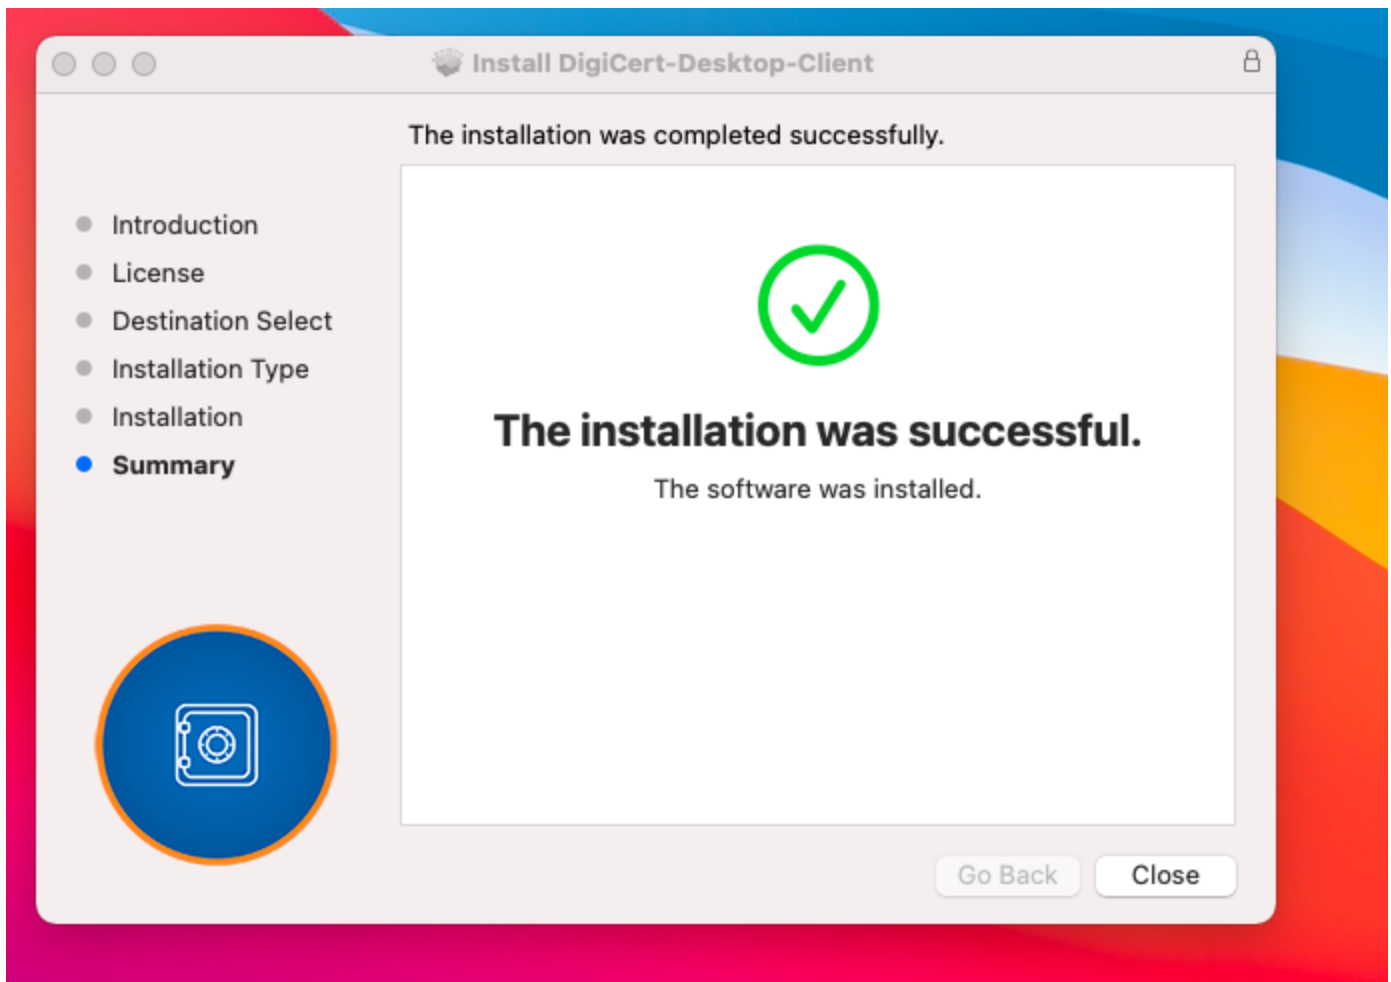 Install DigiCert-Desktop-Client
The installation was completed successfully.
Introduction
License
Destination Select
Installation Type
Installation
Summary
The installation was successful.
The software was installed.
Go Back
Close